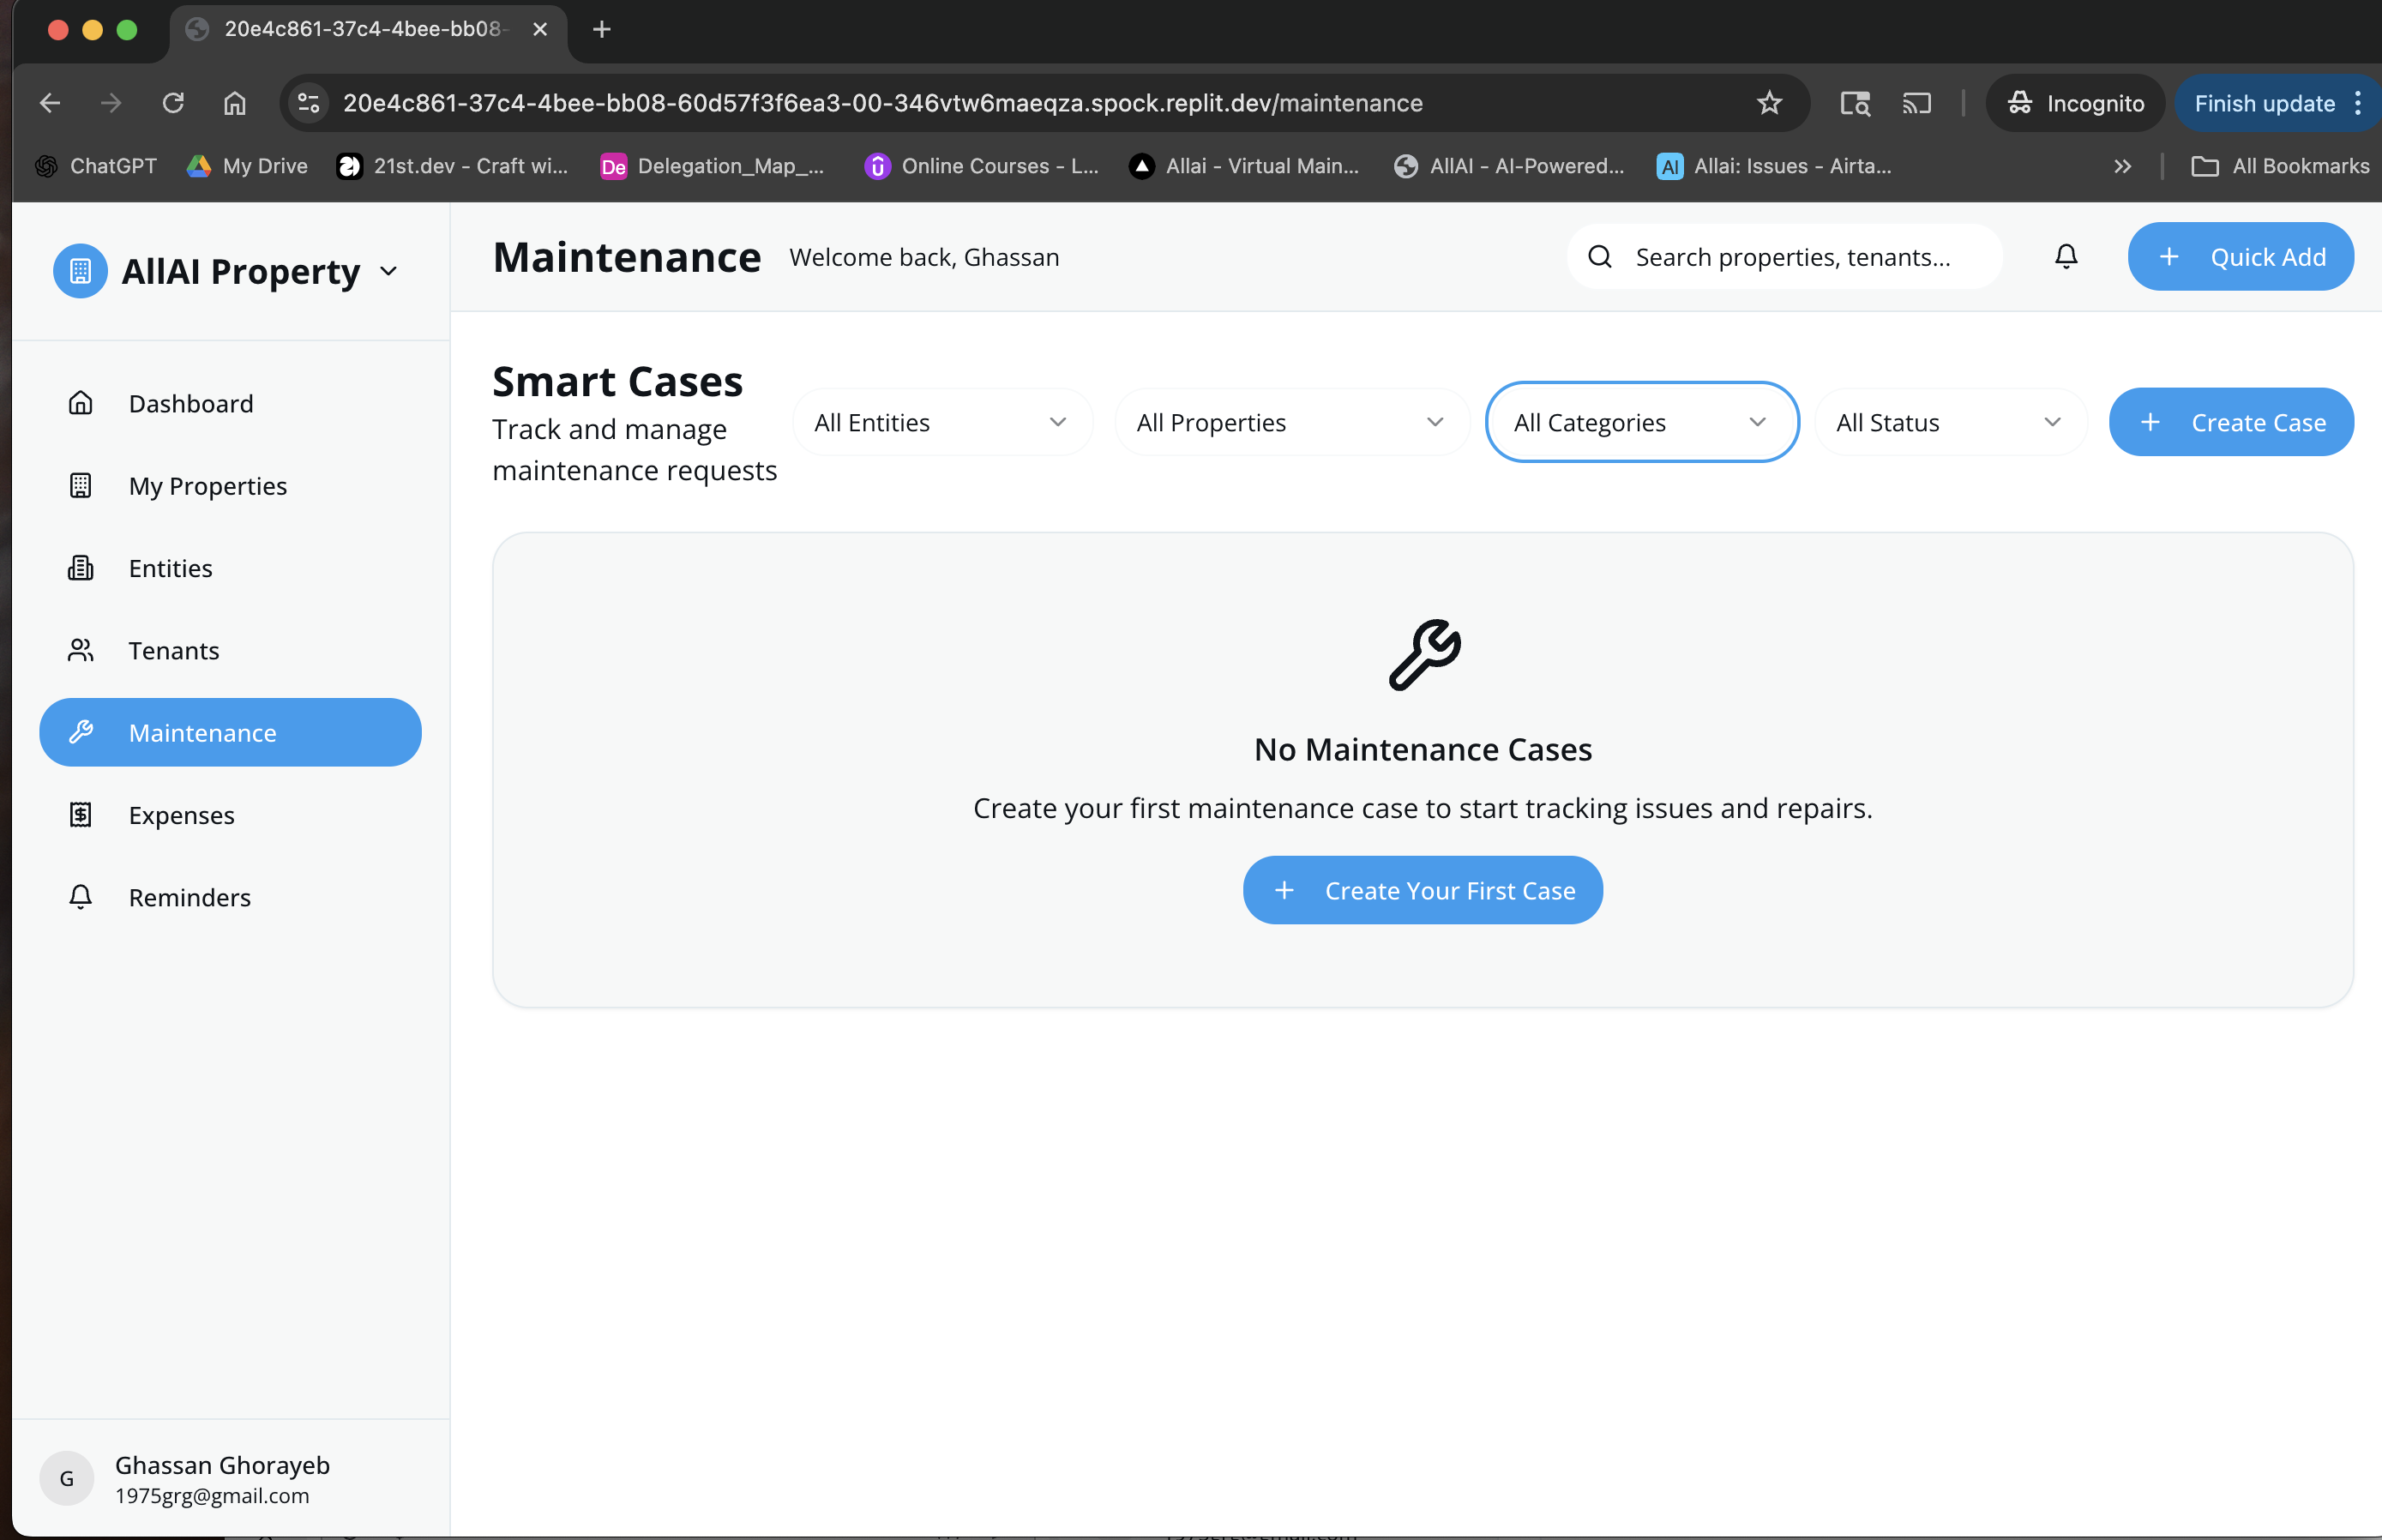 20e4c861-37c4-4bee-bb08-
20e4c861-37c4-4bee-bb08-60d57f3f6ea3-00-346vtw6maeqza.spock.replit.dev/maintenance
Incognito
Finish update
ChatGPT
My Drive
21st.dev - Craft wi...
De
Delegation_Map_...
Online Courses - L...
Allai - Virtual Main...
AllAI - AI-Powered...
AI
Allai: Issues - Airta...
All Bookmarks
AllAI Property
Maintenance
Welcome back, Ghassan
Search properties, tenants...
Quick Add
Dashboard
My Properties
Entities
Tenants
Maintenance
Expenses
Reminders
Smart Cases
Track and manage
maintenance requests
All Entities
All Properties
All Categories
All Status
Create Case
No Maintenance Cases
Create your first maintenance case to start tracking issues and repairs.
Create Your First Case
G
Ghassan Ghorayeb
1975grg@gmail.com